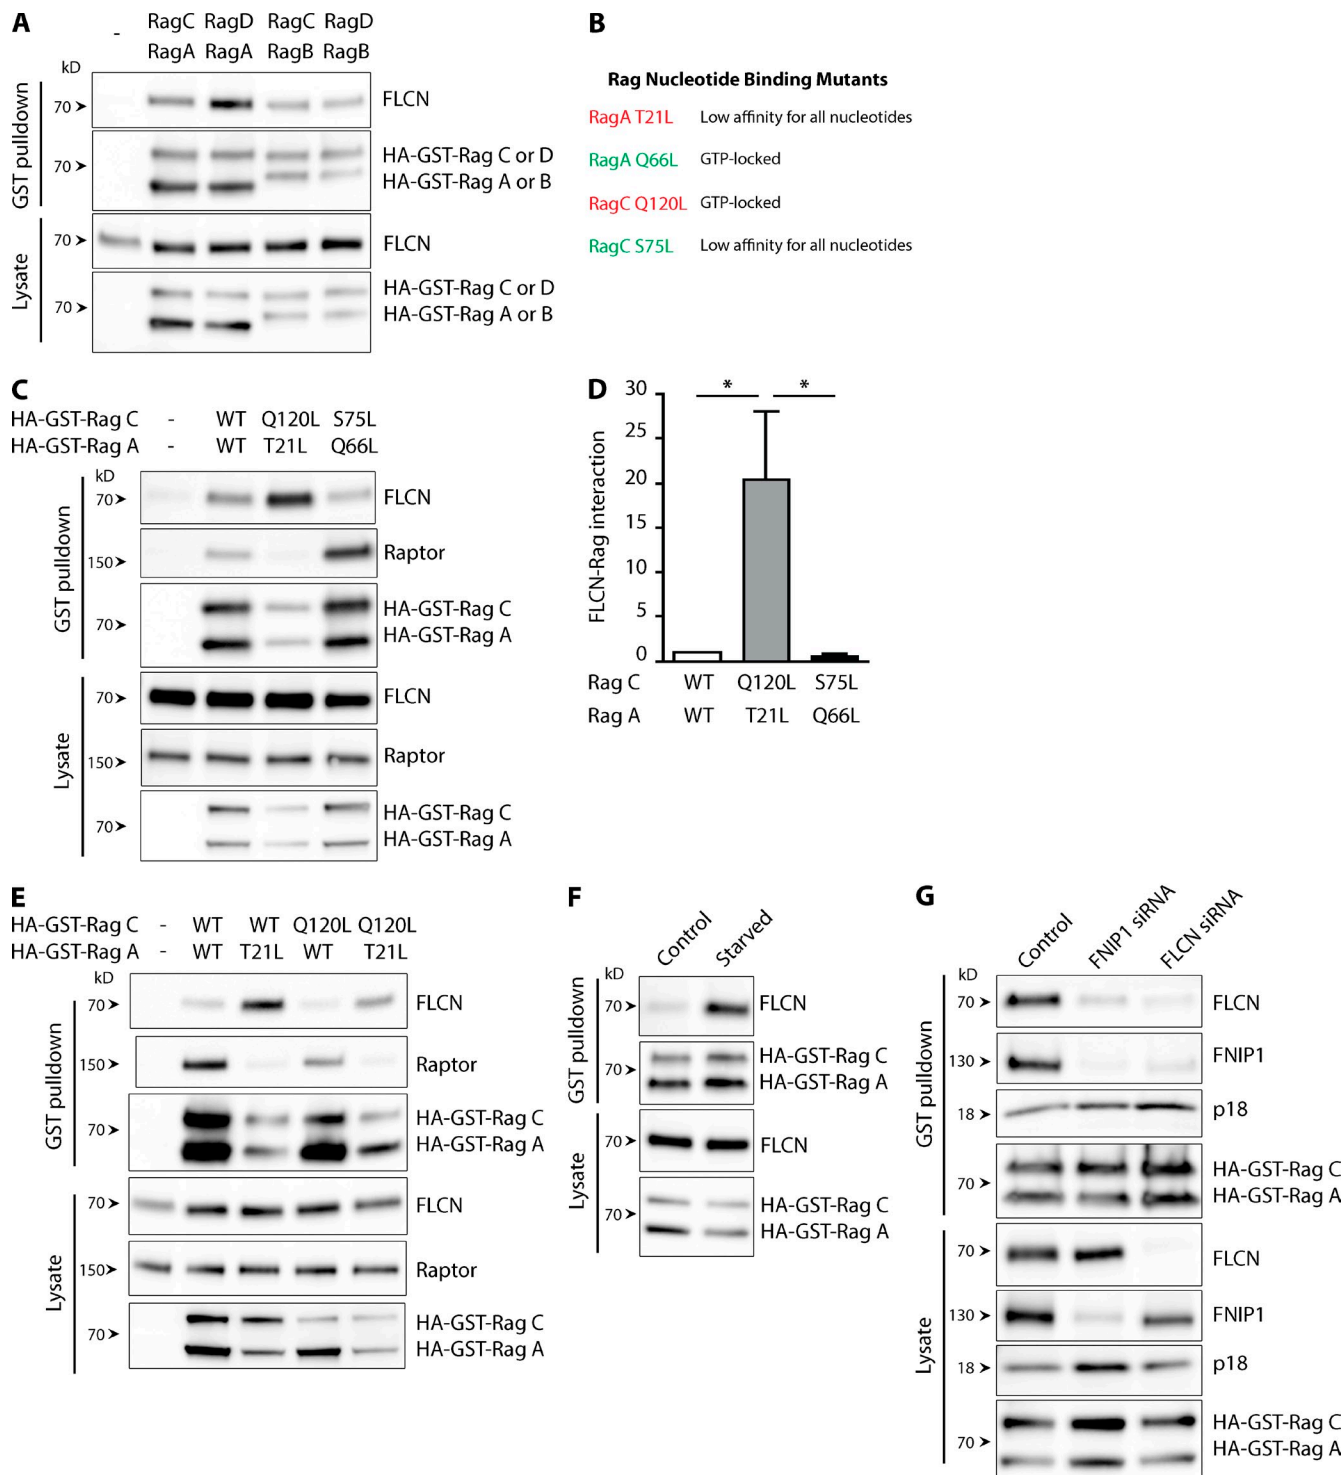 A
- RagC RagD RagC RagD
RagA RagA RagB RagB
kD
GST pulldown
70 FLCN
70 HA-GST-Rag C or D
HA-GST-Rag A or B
Lysate
70 FLCN
70 HA-GST-Rag C or D
HA-GST-Rag A or B
B
Rag Nucleotide Binding Mutants
RagA T21L Low affinity for all nucleotides
RagA Q66L GTP-locked
RagC Q120L GTP-locked
RagC S75L Low affinity for all nucleotides
C
HA-GST-Rag C - WT Q120L S75L
HA-GST-Rag A - WT T21L Q66L
kD
GST pulldown
70 FLCN
150 Raptor
70 HA-GST-Rag C
HA-GST-Rag A
Lysate
70 FLCN
150 Raptor
70 HA-GST-Rag C
HA-GST-Rag A
D
* *
FLCN-Rag interaction
30
25
20
15
10
5
0
Rag C WT Q120L S75L
Rag A WT T21L Q66L
E
HA-GST-Rag C - WT WT Q120L Q120L
HA-GST-Rag A - WT T21L WT T21L
kD
GST pulldown
70 FLCN
150 Raptor
70 HA-GST-Rag C
HA-GST-Rag A
Lysate
70 FLCN
150 Raptor
70 HA-GST-Rag C
HA-GST-Rag A
F
Control Starved
kD
GST pulldown
70 FLCN
70 HA-GST-Rag C
HA-GST-Rag A
Lysate
70 FLCN
70 HA-GST-Rag C
HA-GST-Rag A
G
Control FNIP1 siRNA FLCN siRNA
kD
GST pulldown
70 FLCN
130 FNIP1
18 p18
70 HA-GST-Rag C
HA-GST-Rag A
Lysate
70 FLCN
130 FNIP1
18 p18
70 HA-GST-Rag C
HA-GST-Rag A